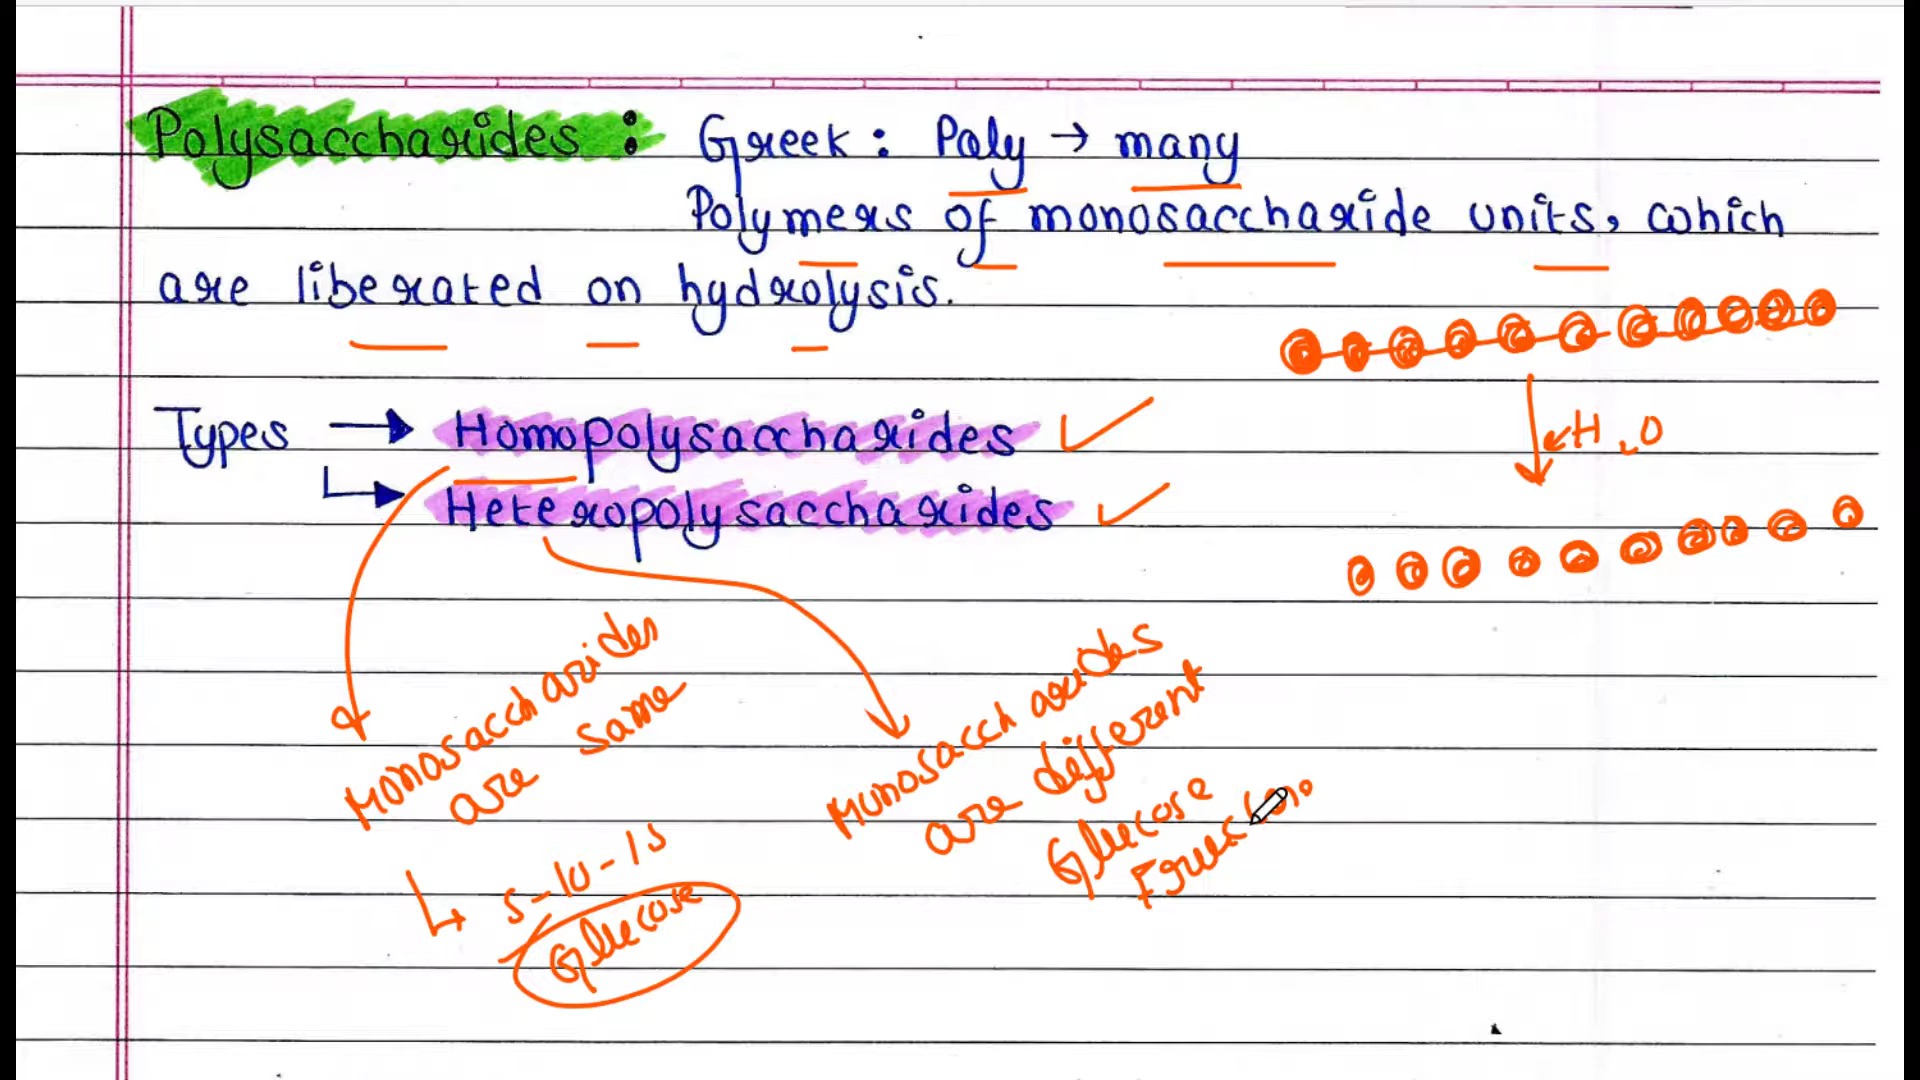 Polysaccharides : Greek : Poly → many
Polymers of monosaccharide units, which
are liberated on hydrolysis.
Types → Homopolysaccharides ✓
↳ Heteropolysaccharides ✓
H2O
Monosaccharides
are same
↳ 5-10-15
Glucose
Monosaccharides
are different
Glucose